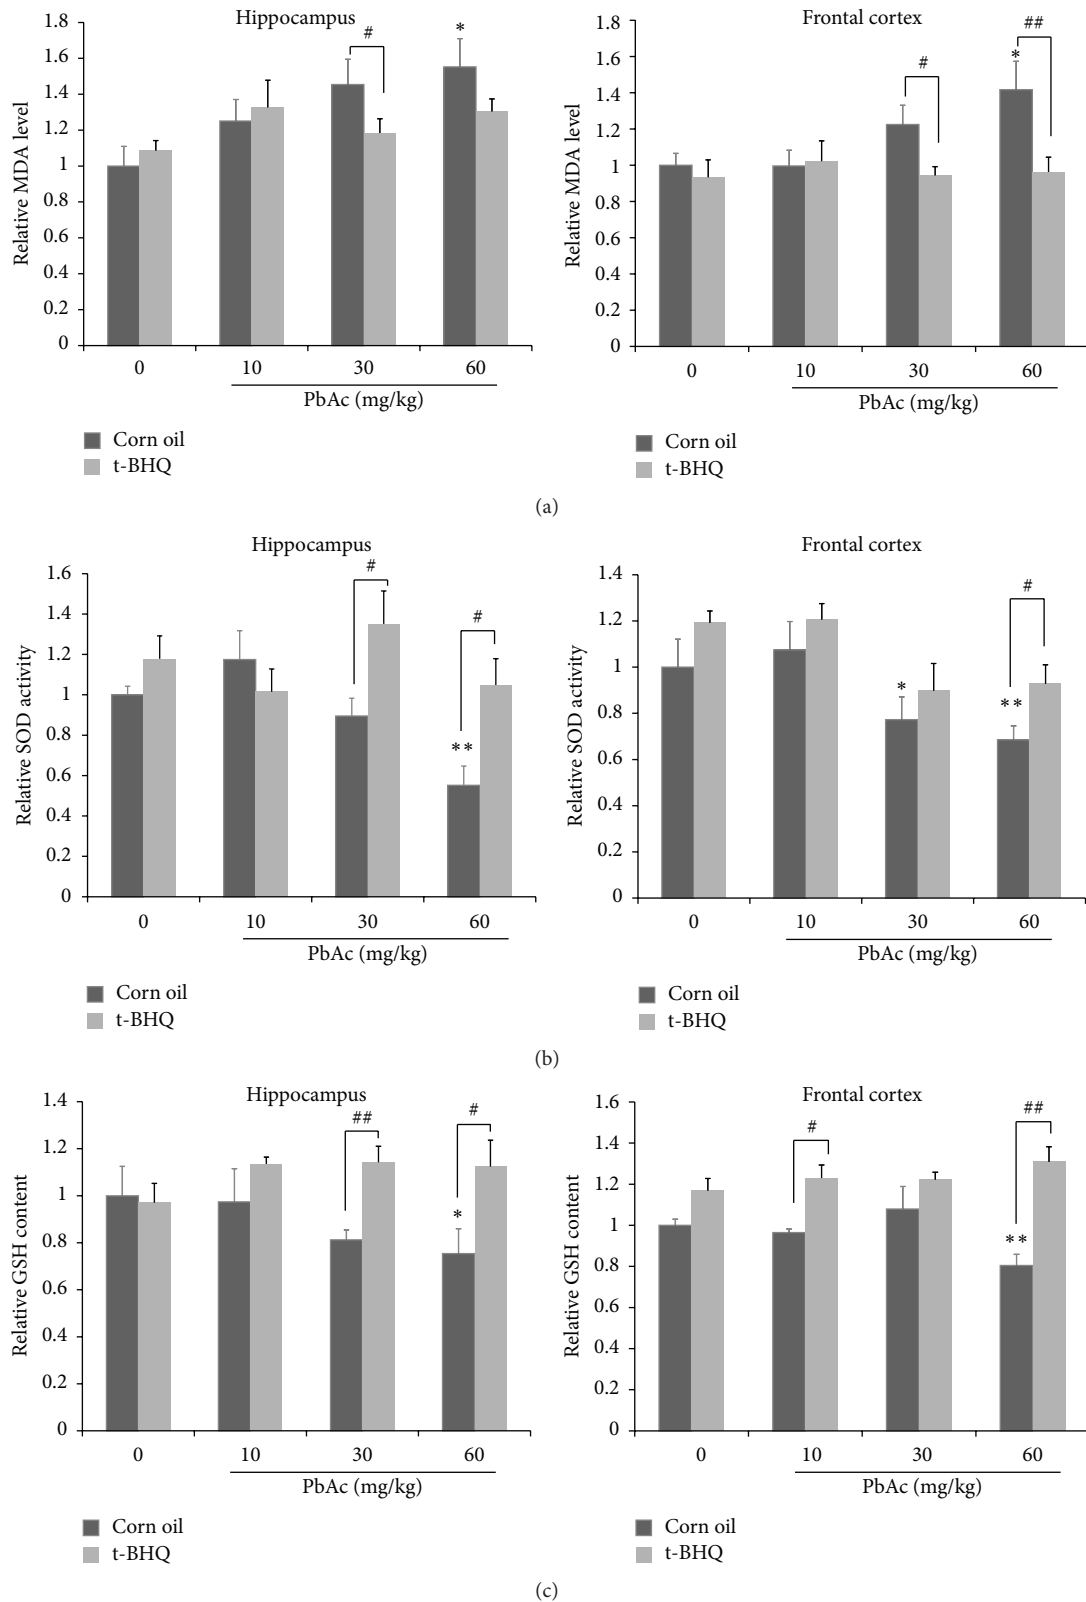 Hippocampus
1.8
1.6
1.4
1.2
1
0.8
0.6
0.4
0.2
0
Relative MDA level
#
*
0 10 30 60
PbAc (mg/kg)
Corn oil
t-BHQ
Frontal cortex
1.8
1.6
1.4
1.2
1
0.8
0.6
0.4
0.2
0
Relative MDA level
#
*
##
0 10 30 60
PbAc (mg/kg)
Corn oil
t-BHQ
(a)
Hippocampus
1.6
1.4
1.2
1
0.8
0.6
0.4
0.2
0
Relative SOD activity
#
#
**
0 10 30 60
PbAc (mg/kg)
Corn oil
t-BHQ
Frontal cortex
1.4
1.2
1
0.8
0.6
0.4
0.2
0
Relative SOD activity
#
*
**
0 10 30 60
PbAc (mg/kg)
Corn oil
t-BHQ
(b)
Hippocampus
1.4
1.2
1
0.8
0.6
0.4
0.2
0
Relative GSH content
##
#
*
0 10 30 60
PbAc (mg/kg)
Corn oil
t-BHQ
Frontal cortex
1.6
1.4
1.2
1
0.8
0.6
0.4
0.2
0
Relative GSH content
#
##
**
0 10 30 60
PbAc (mg/kg)
Corn oil
t-BHQ
(c)